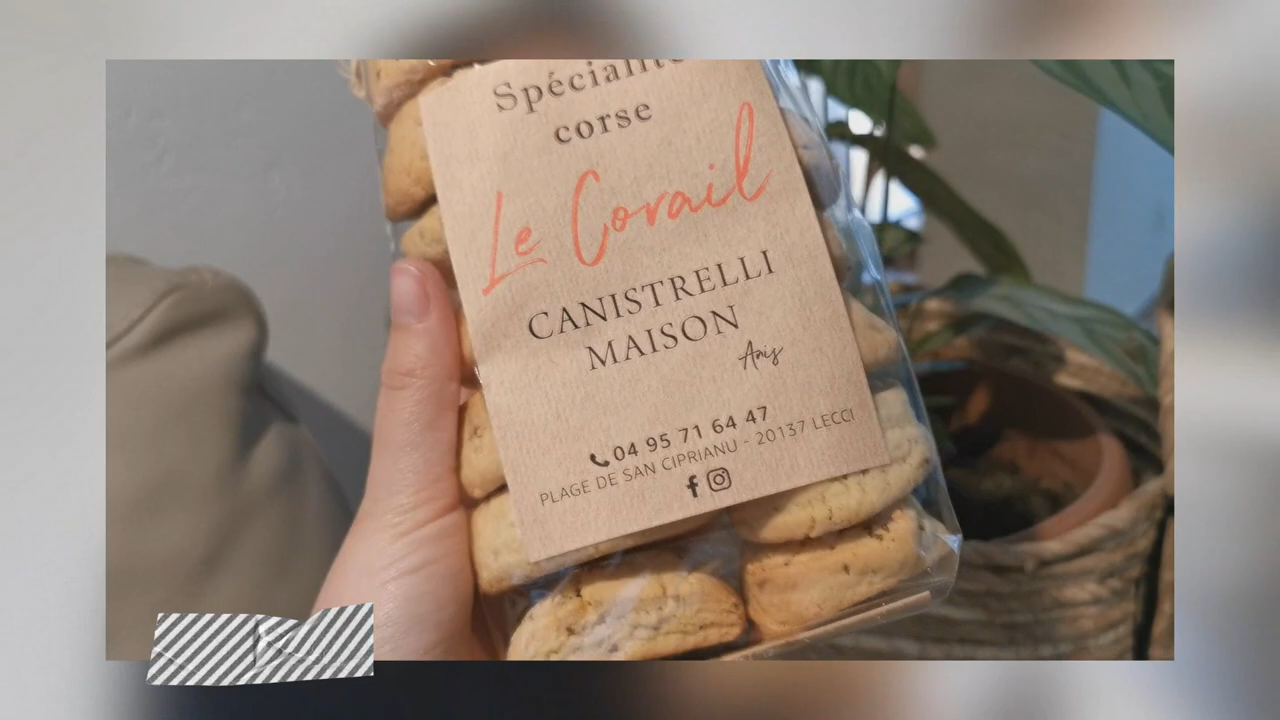 Spécialité
corse
Le Corail
CANISTRELLI
MAISON
Anis
04 95 71 64 47
PLAGE DE SAN CIPRIANU - 20137 LECCI